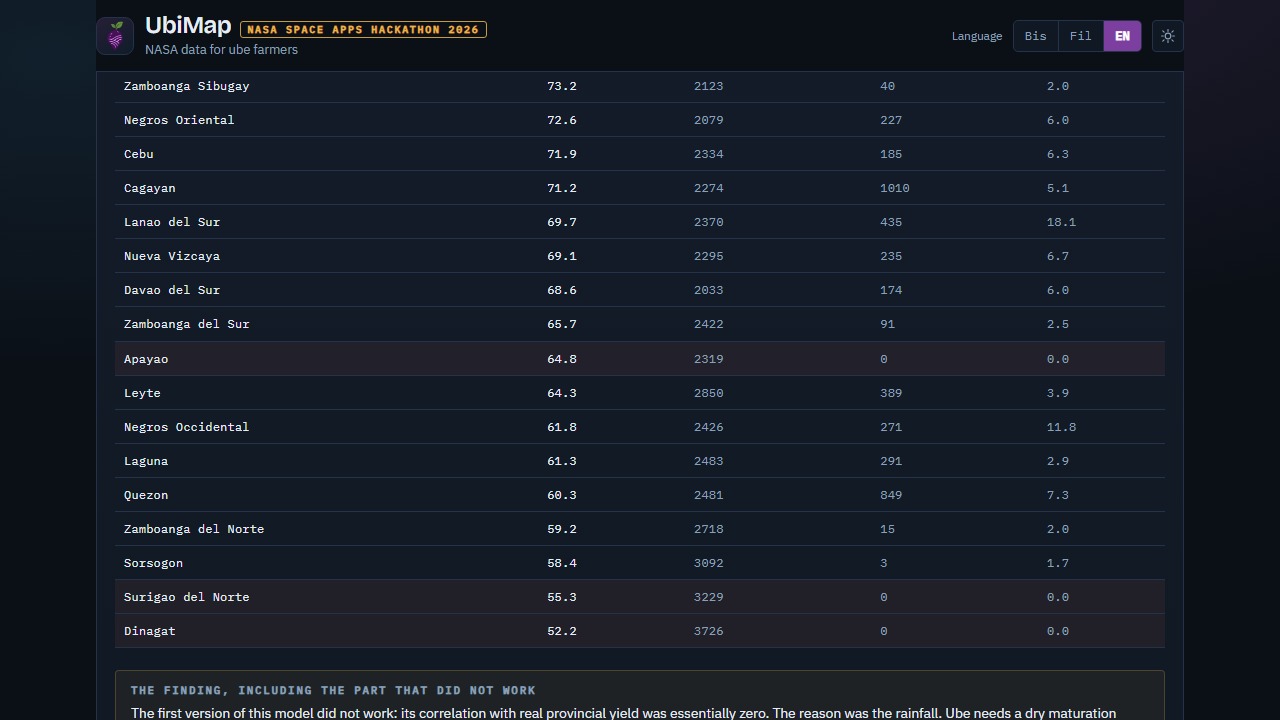 UbiMap NASA SPACE APPS HACKATHON 2026
NASA data for ube farmers
Language Bis Fil EN
Zamboanga Sibugay 73.2 2123 40 2.0
Negros Oriental 72.6 2079 227 6.0
Cebu 71.9 2334 185 6.3
Cagayan 71.2 2274 1010 5.1
Lanao del Sur 69.7 2370 435 18.1
Nueva Vizcaya 69.1 2295 235 6.7
Davao del Sur 68.6 2033 174 6.0
Zamboanga del Sur 65.7 2422 91 2.5
Apayao 64.8 2319 0 0.0
Leyte 64.3 2850 389 3.9
Negros Occidental 61.8 2426 271 11.8
Laguna 61.3 2483 291 2.9
Quezon 60.3 2481 849 7.3
Zamboanga del Norte 59.2 2718 15 2.0
Sorsogon 58.4 3092 3 1.7
Surigao del Norte 55.3 3229 0 0.0
Dinagat 52.2 3726 0 0.0
THE FINDING, INCLUDING THE PART THAT DID NOT WORK
The first version of this model did not work: its correlation with real provincial yield was essentially zero. The reason was the rainfall. Ube needs a dry maturation